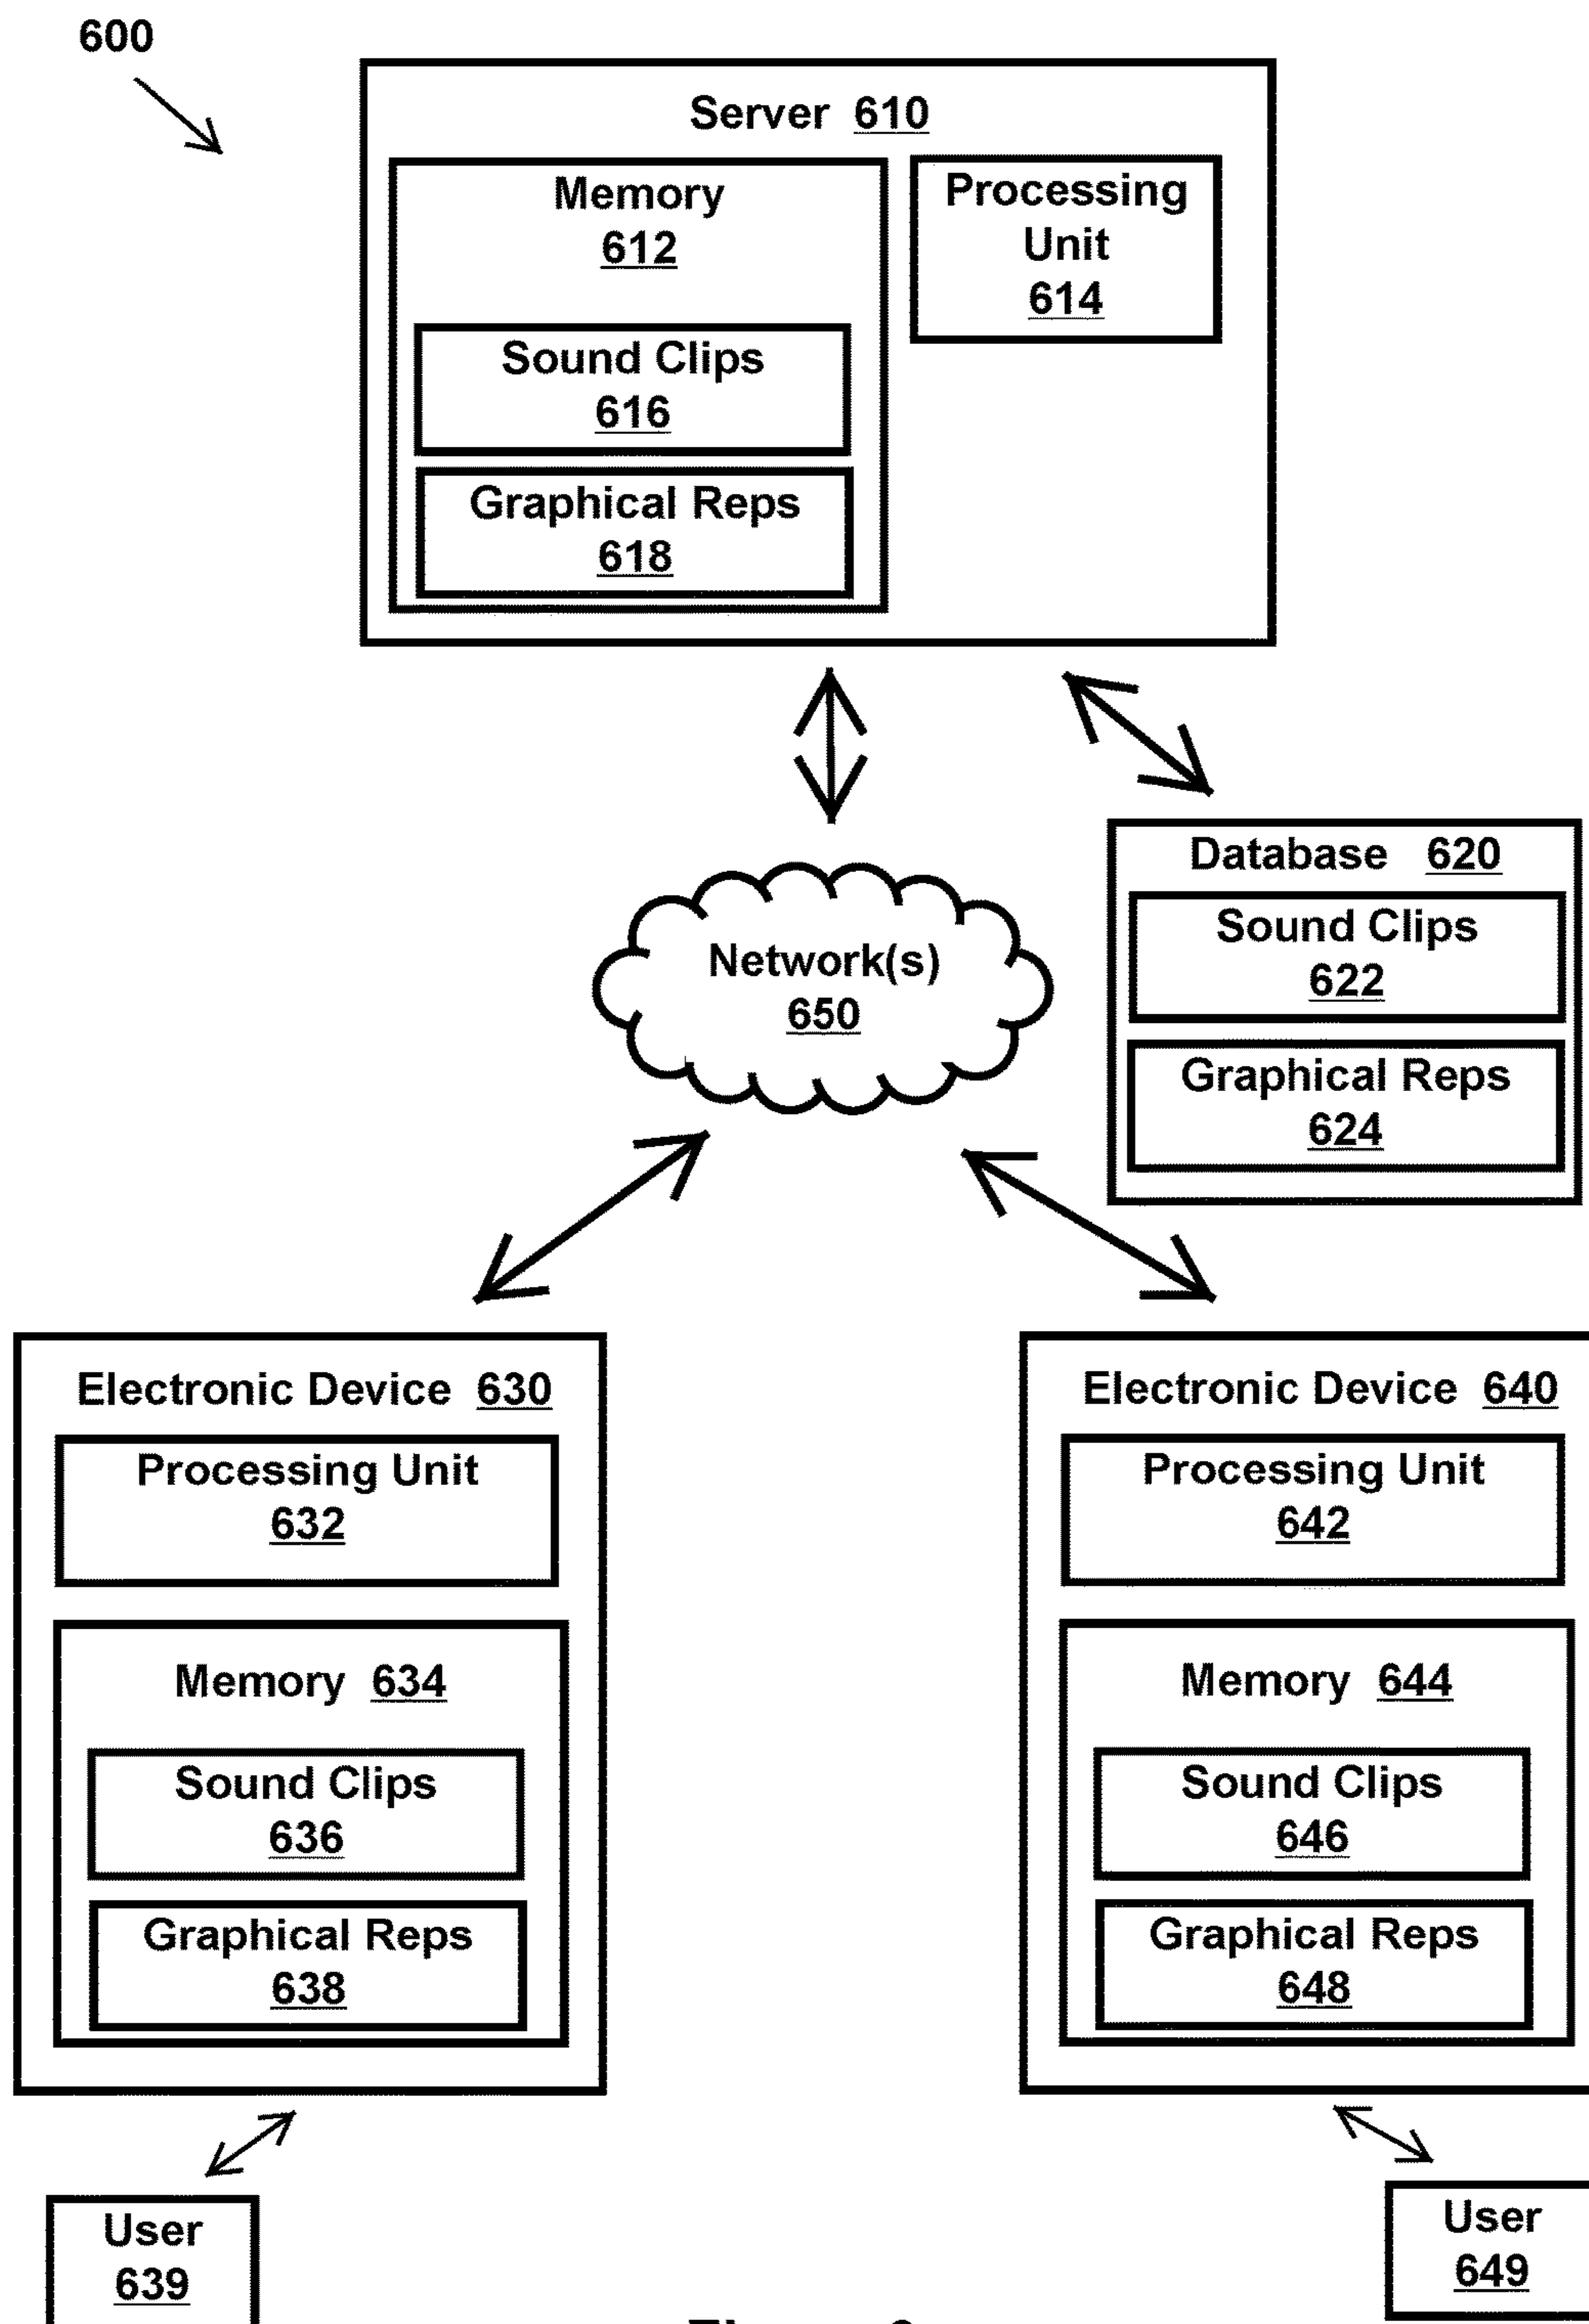 600
Server 610
Memory
612
Processing
Unit
614
Sound Clips
616
Graphical Reps
618
Network(s)
650
Database 620
Sound Clips
622
Graphical Reps
624
Electronic Device 630
Processing Unit
632
Memory 634
Sound Clips
636
Graphical Reps
638
User
639
Electronic Device 640
Processing Unit
642
Memory 644
Sound Clips
646
Graphical Reps
648
User
649